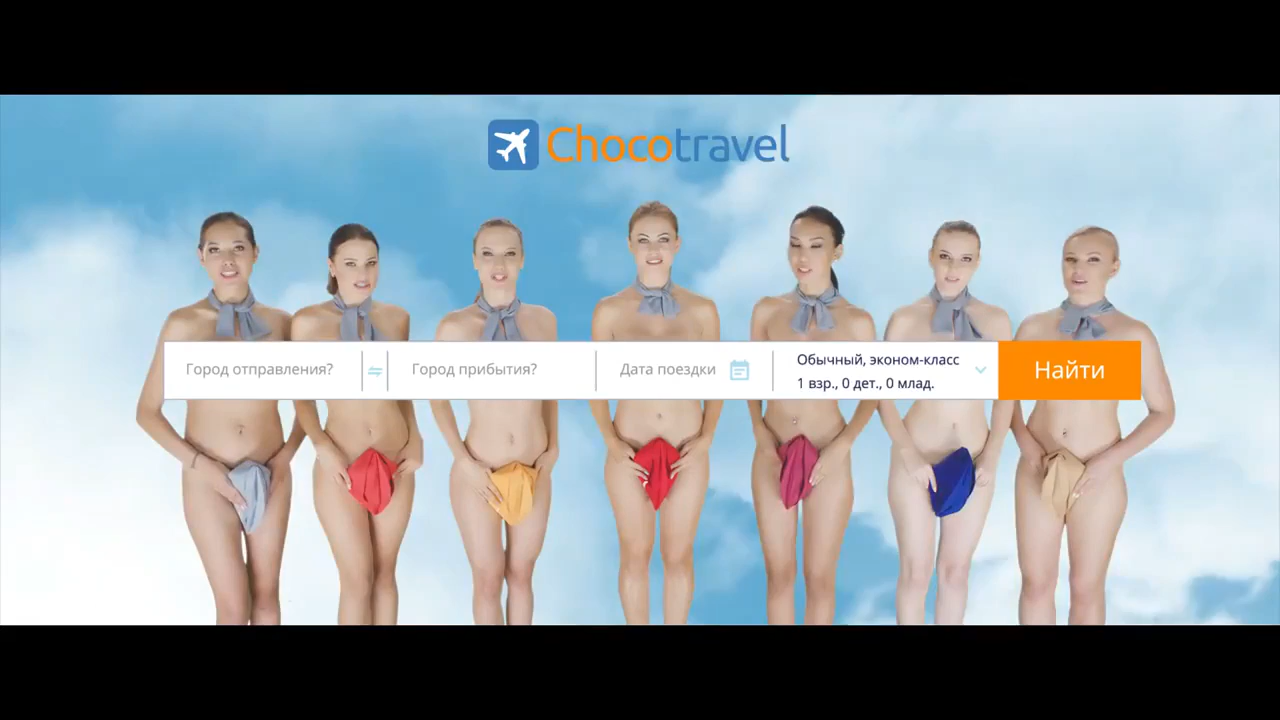 Chocotravel
Город отправления?
Город прибытия?
Дата поездки
Обычный, эконом-класс
1 взр., 0 дет., 0 млад.
Найти